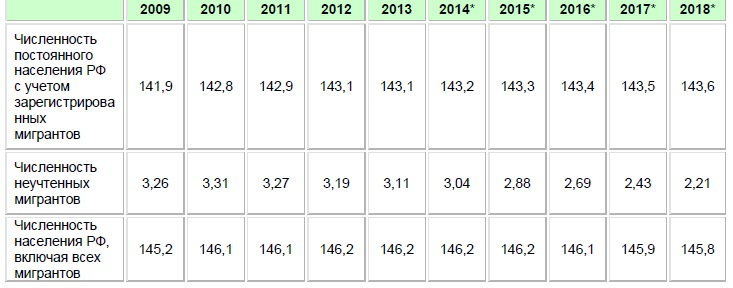 2009 2010 2011 2012 2013 2014* 2015* 2016* 2017* 2018*
Численность
постоянного
населения РФ
с учетом
зарегистрирова
нных
мигрантов
141,9 142,8 142,9 143,1 143,1 143,2 143,3 143,4 143,5 143,6
Численность
неучтенных
мигрантов
3,26 3,31 3,27 3,19 3,11 3,04 2,88 2,69 2,43 2,21
Численность
населения РФ,
включая всех
мигрантов
145,2 146,1 146,1 146,2 146,2 146,2 146,2 146,1 145,9 145,8